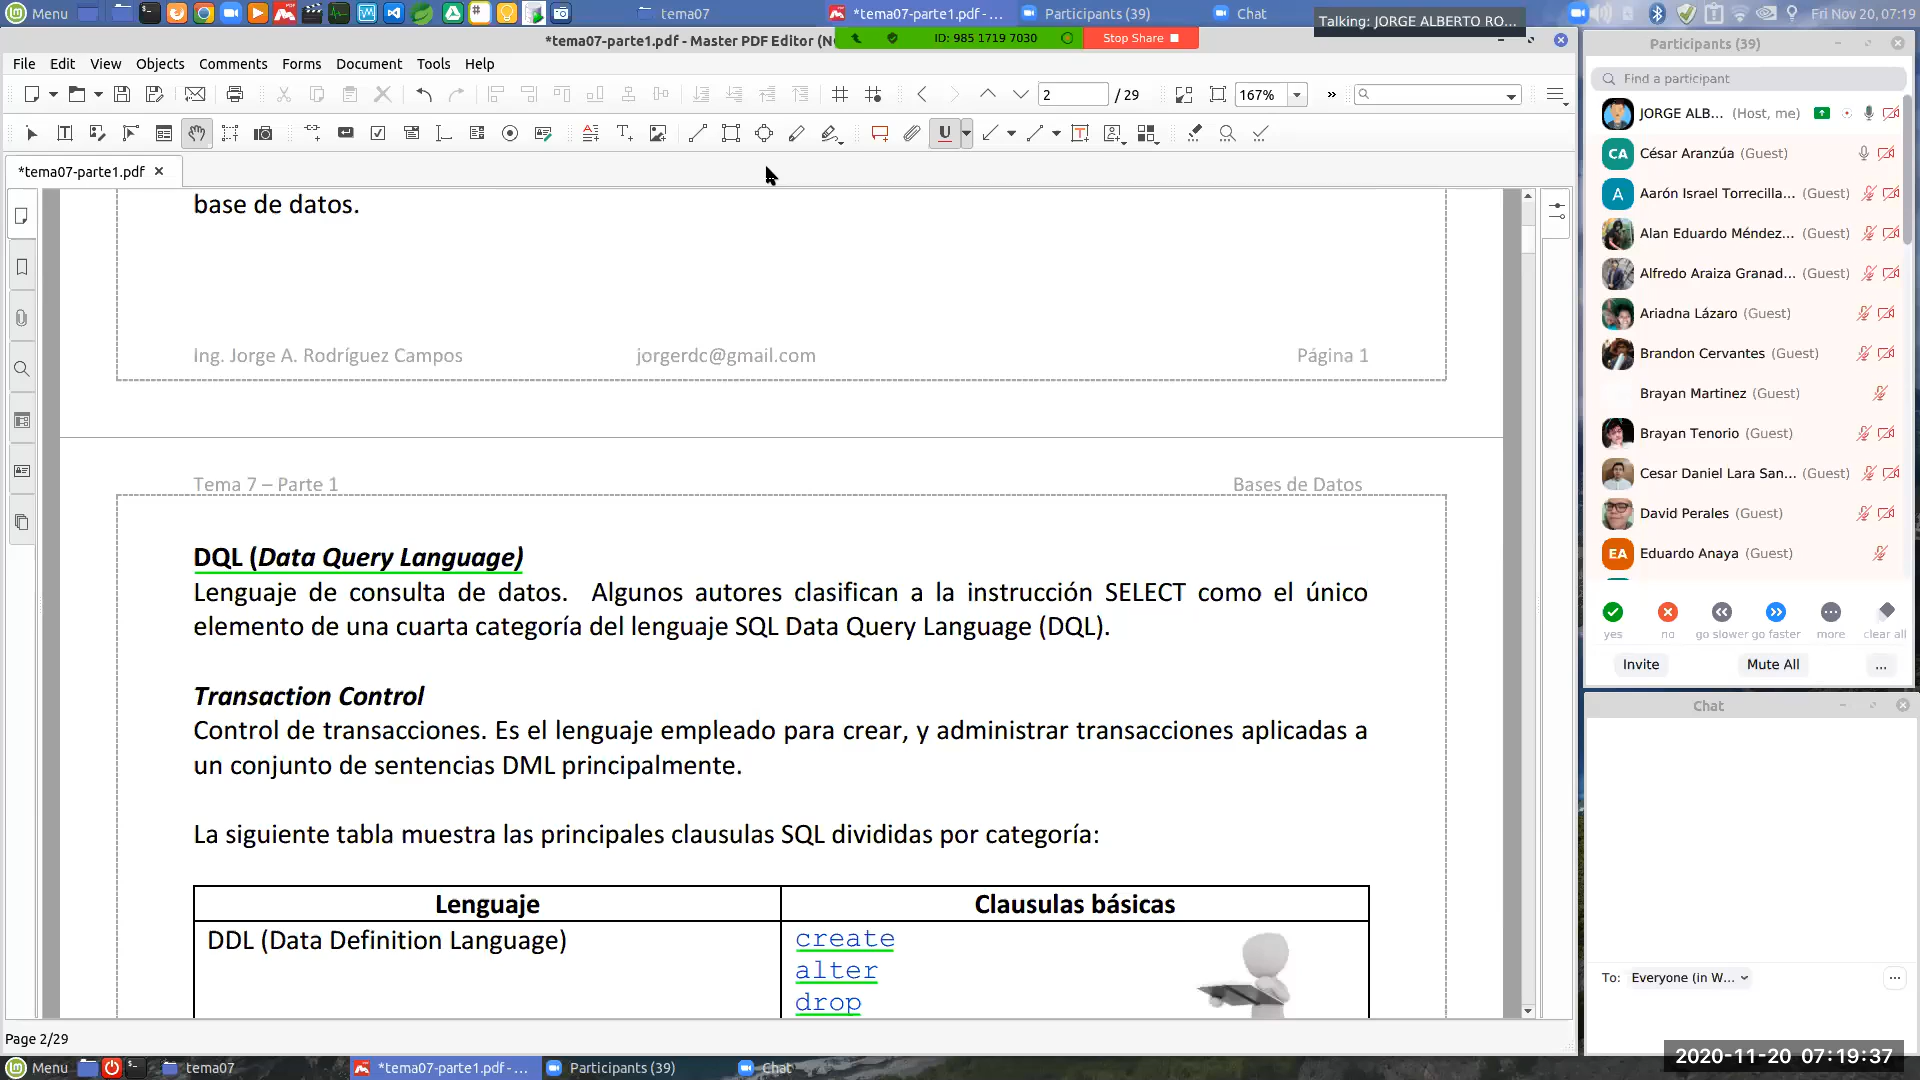 Menu
tema07
*tema07-parte1.pdf - ...
Participants (39)
Chat
Talking: JORGE ALBERTO RO...
Fri Nov 20, 07:19
*tema07-parte1.pdf - Master PDF Editor
ID: 985 1719 7030
Stop Share
File Edit View Objects Comments Forms Document Tools Help
2 / 29
167%
*tema07-parte1.pdf
base de datos.
Ing. Jorge A. Rodríguez Campos jorgerdc@gmail.com Página 1
Tema 7 – Parte 1 Bases de Datos
DQL (Data Query Language)
Lenguaje de consulta de datos. Algunos autores clasifican a la instrucción SELECT como el único
elemento de una cuarta categoría del lenguaje SQL Data Query Language (DQL).
Transaction Control
Control de transacciones. Es el lenguaje empleado para crear, y administrar transacciones aplicadas a
un conjunto de sentencias DML principalmente.
La siguiente tabla muestra las principales clausulas SQL divididas por categoría:
Lenguaje Clausulas básicas
DDL (Data Definition Language)
create
alter
drop
Page 2/29
Participants (39)
Find a participant
JORGE ALB... (Host, me)
CA César Aranzúa (Guest)
A Aarón Israel Torrecilla... (Guest)
Alan Eduardo Méndez... (Guest)
Alfredo Araiza Granad... (Guest)
Ariadna Lázaro (Guest)
Brandon Cervantes (Guest)
Brayan Martinez (Guest)
Brayan Tenorio (Guest)
Cesar Daniel Lara San... (Guest)
David Perales (Guest)
EA Eduardo Anaya (Guest)
yes no go slower go faster more clear all
Invite Mute All ...
Chat
To: Everyone (in W...
2020-11-20 07:19:37
Menu
tema07
*tema07-parte1.pdf - ...
Participants (39)
Chat